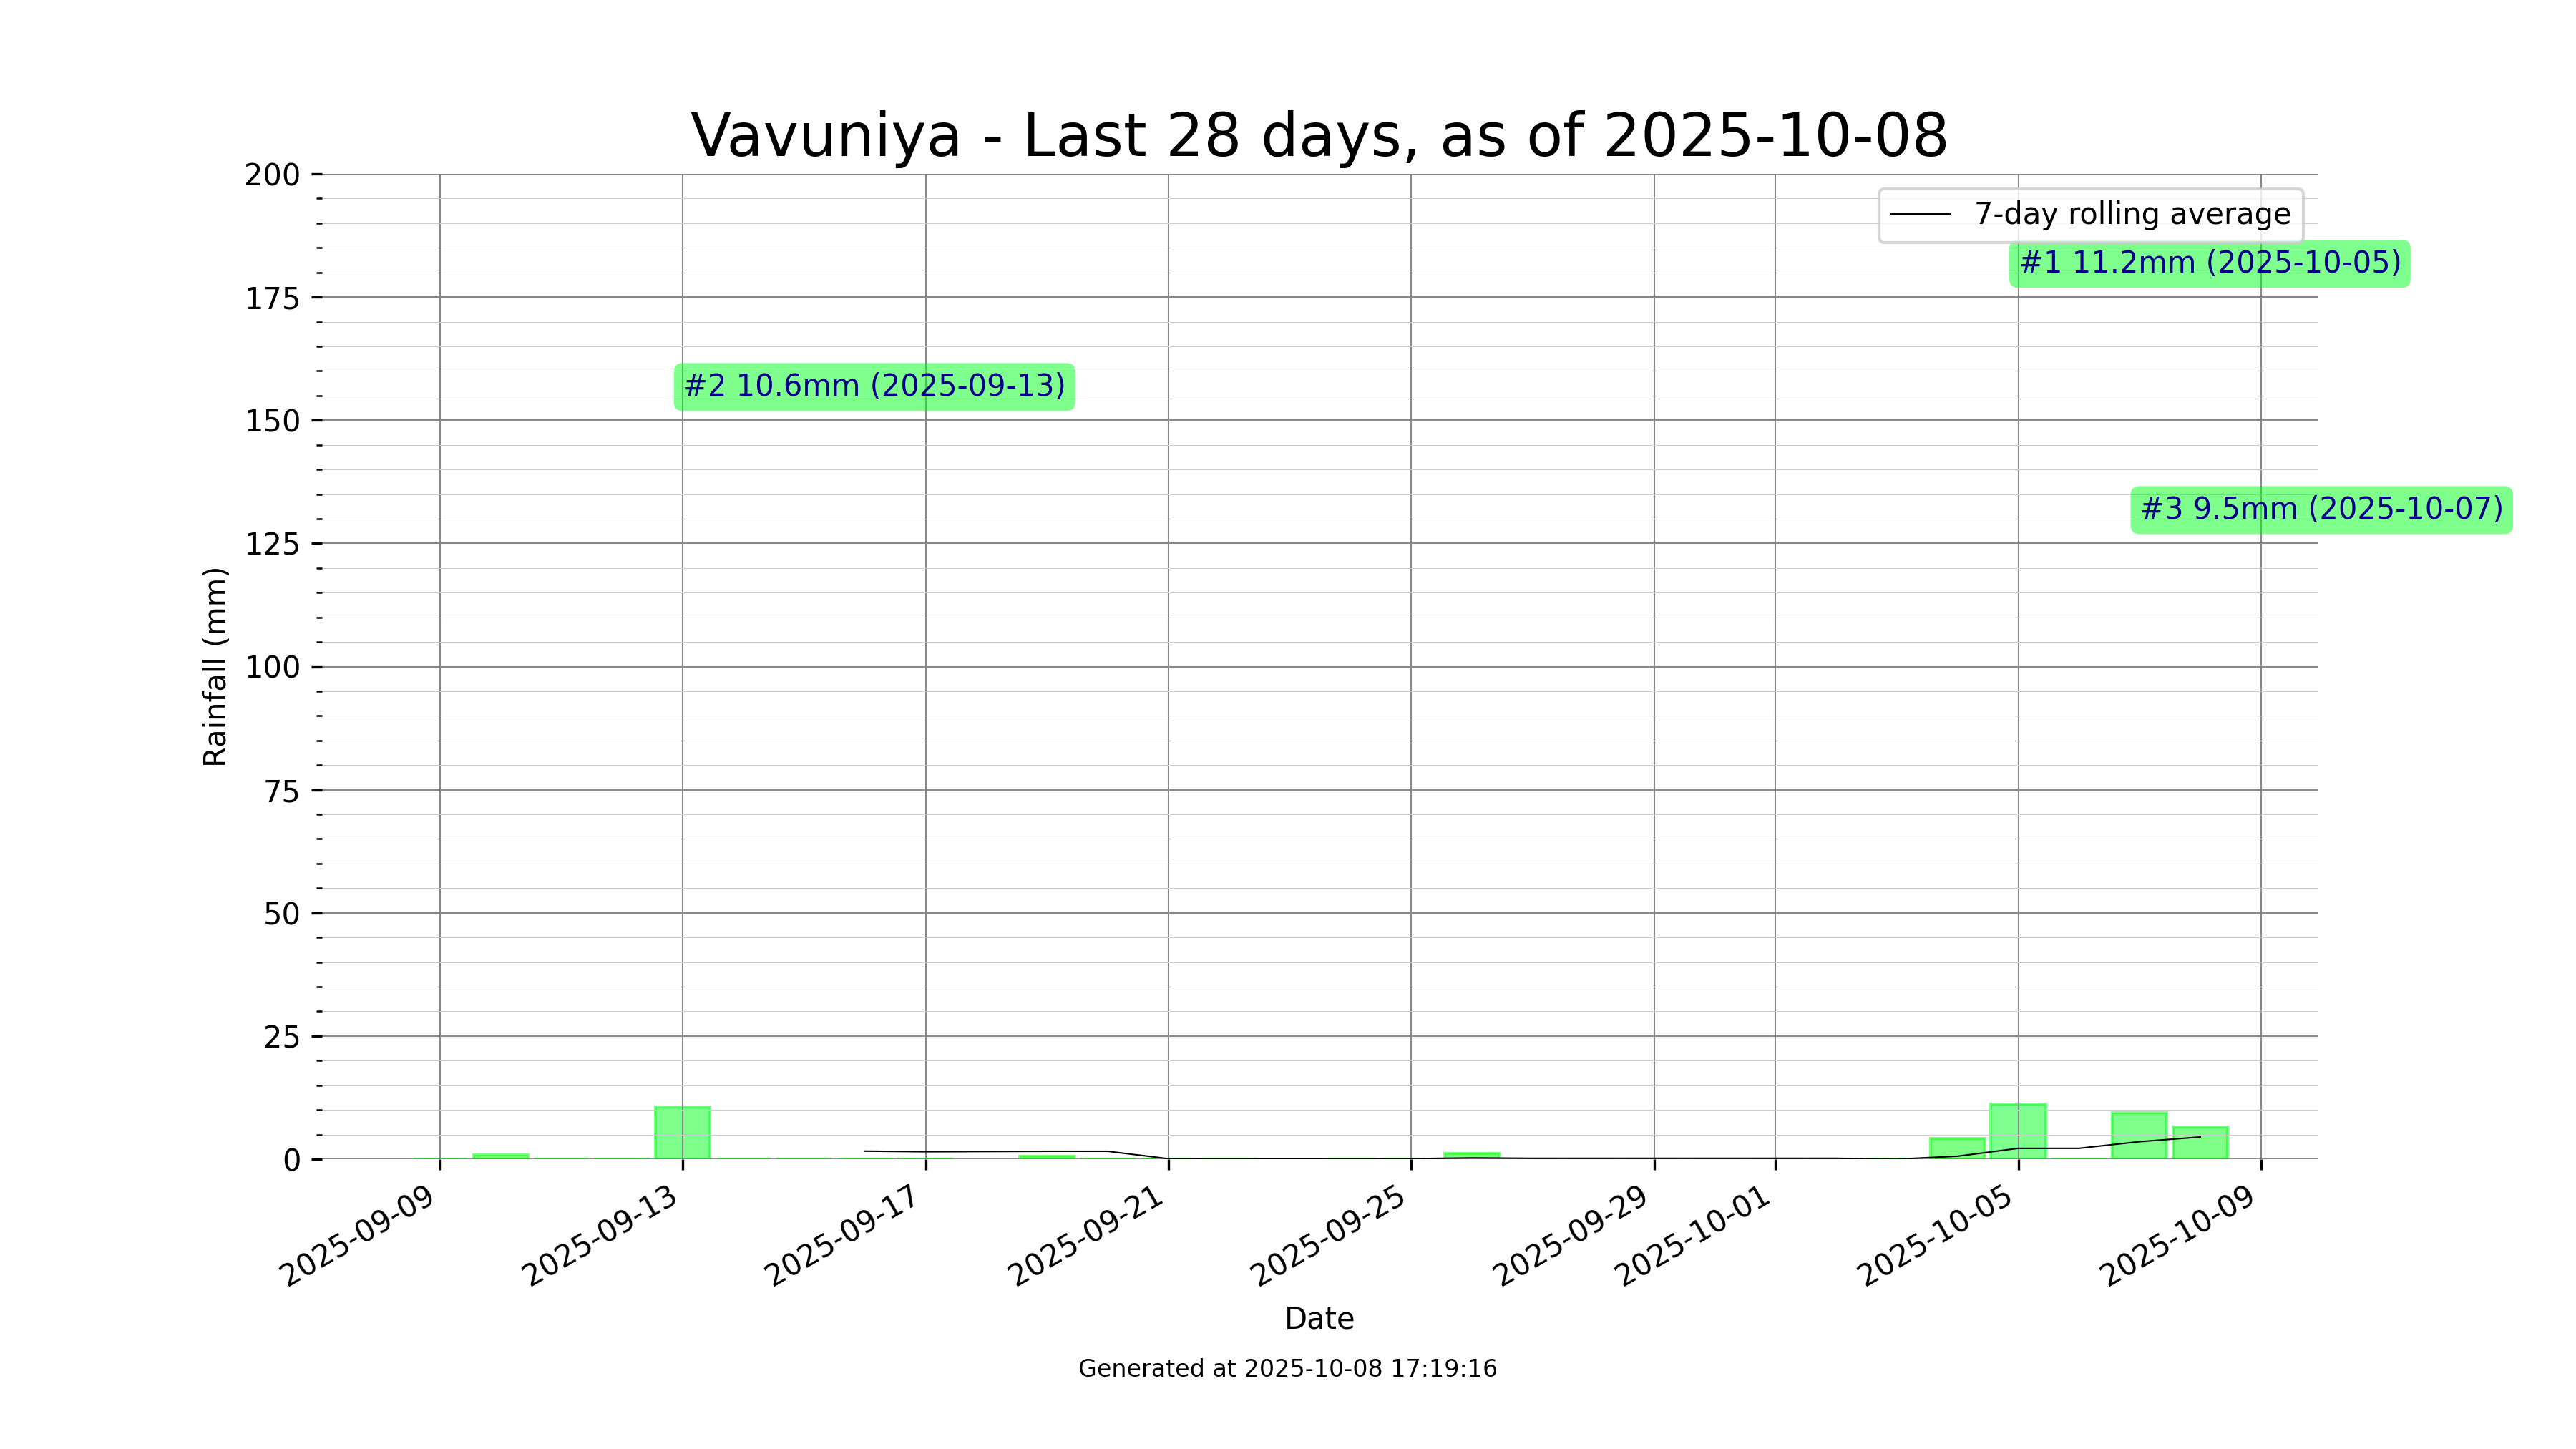 Vavuniya - Last 28 days, as of 2025-10-08
200
175
150
125
100
75
50
25
0
Rainfall (mm)
7-day rolling average
#1 11.2mm (2025-10-05)
#2 10.6mm (2025-09-13)
#3 9.5mm (2025-10-07)
2025-09-09
2025-09-13
2025-09-17
2025-09-21
2025-09-25
2025-09-29
2025-10-01
2025-10-05
2025-10-09
Date
Generated at 2025-10-08 17:19:16